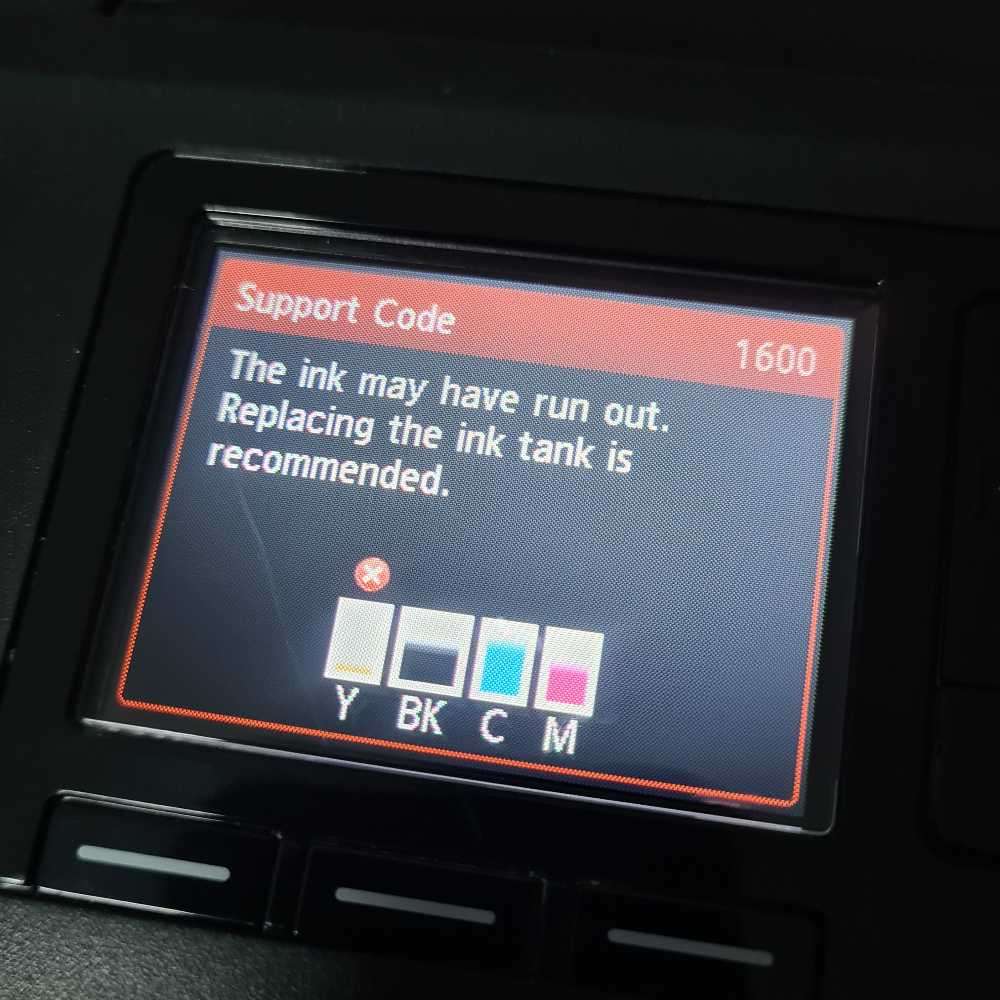 Support Code
1600
The ink may have run out.
Replacing the ink tank is
recommended.
Y BK C M